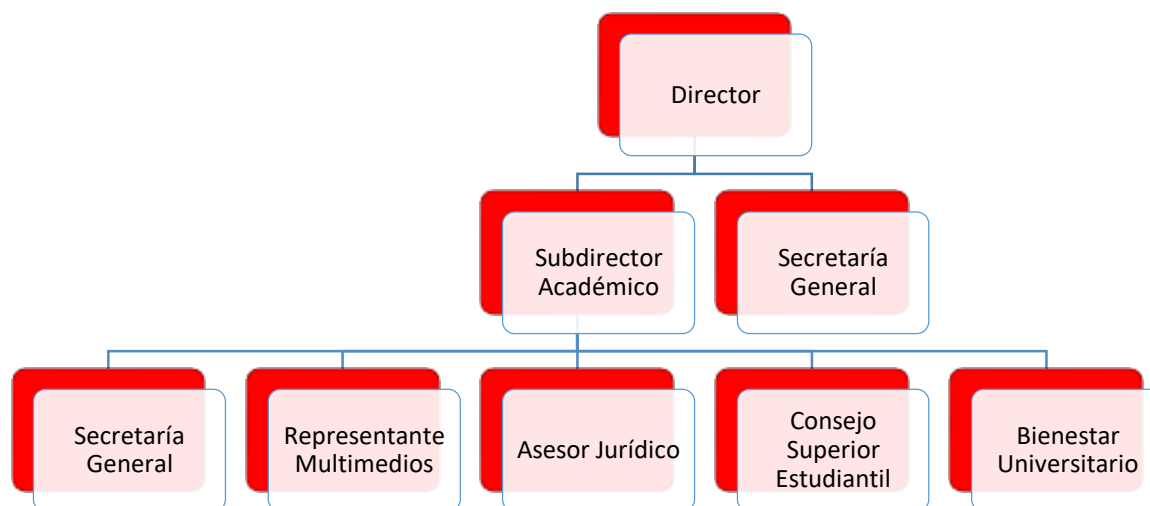 Director
Subdirector
Académico
Secretaría
General
Secretaría
General
Representante
Multimedios
Asesor Jurídico
Consejo
Superior
Estudiantil
Bienestar
Universitario